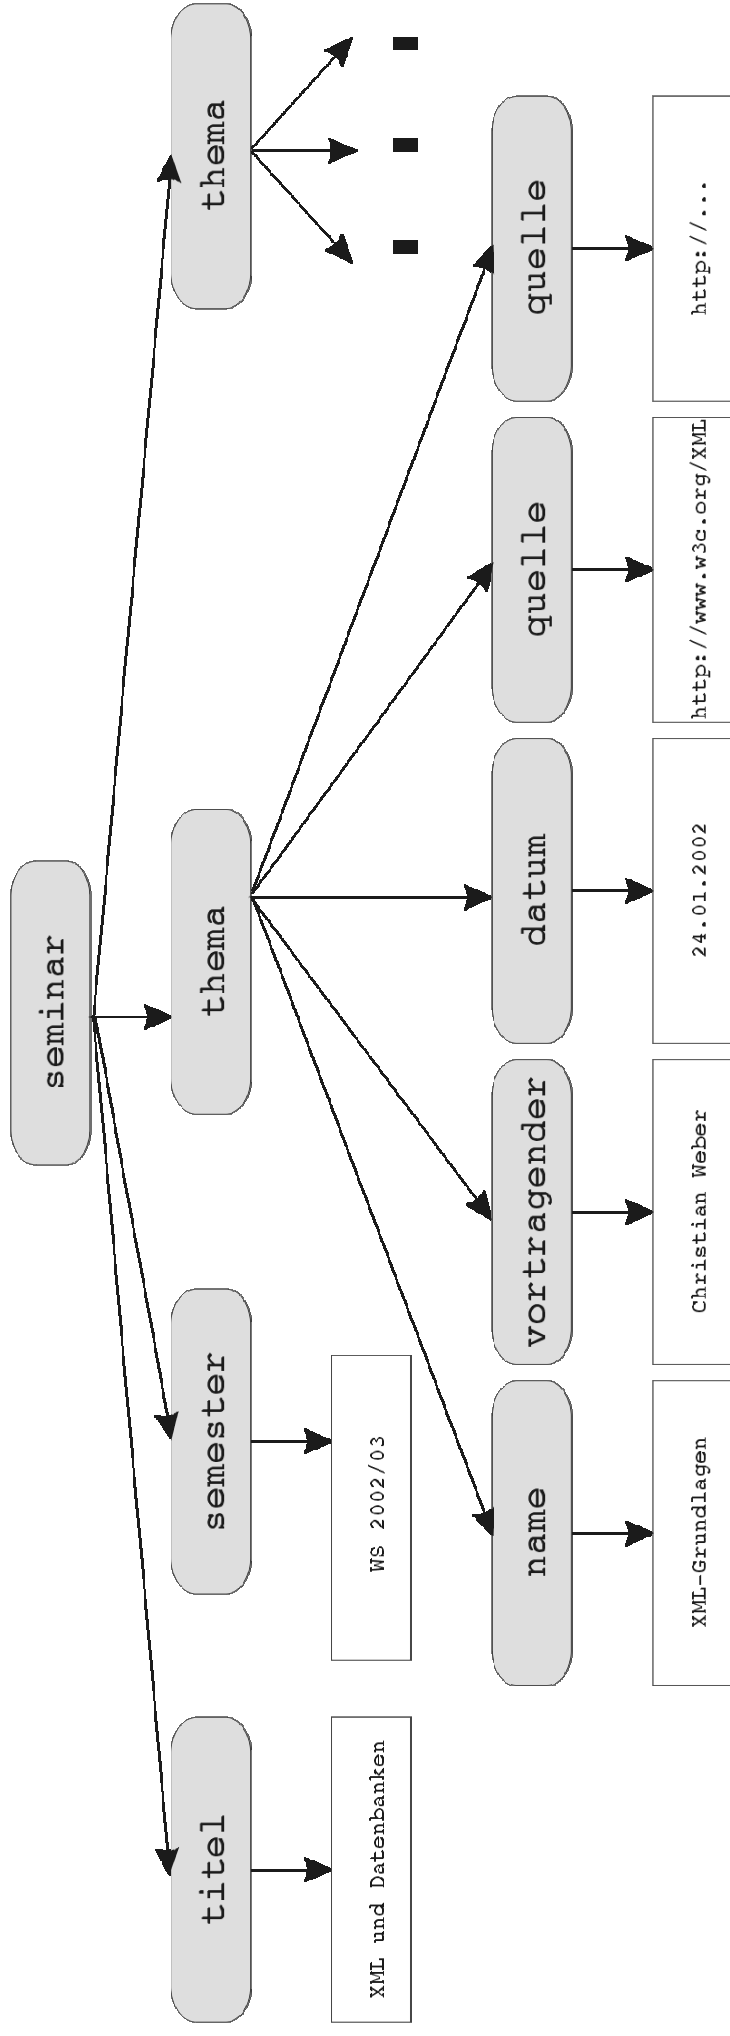 seminar
titel
semester
thema
thema
XML und Datenbanken
WS 2002/03
name
vortragender
datum
quelle
quelle
XML-Grundlagen
Christian Weber
24.01.2002
http://www.w3c.org/XML
http://...